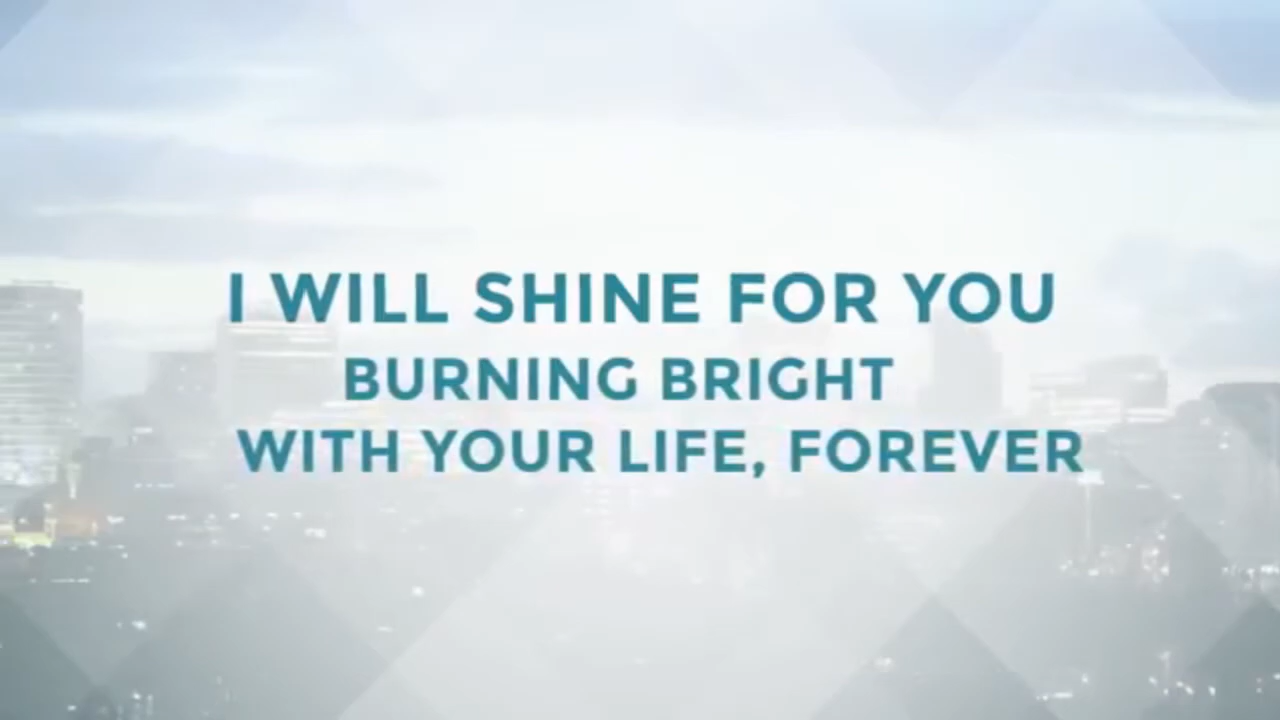 I WILL SHINE FOR YOU
BURNING BRIGHT
WITH YOUR LIFE, FOREVER